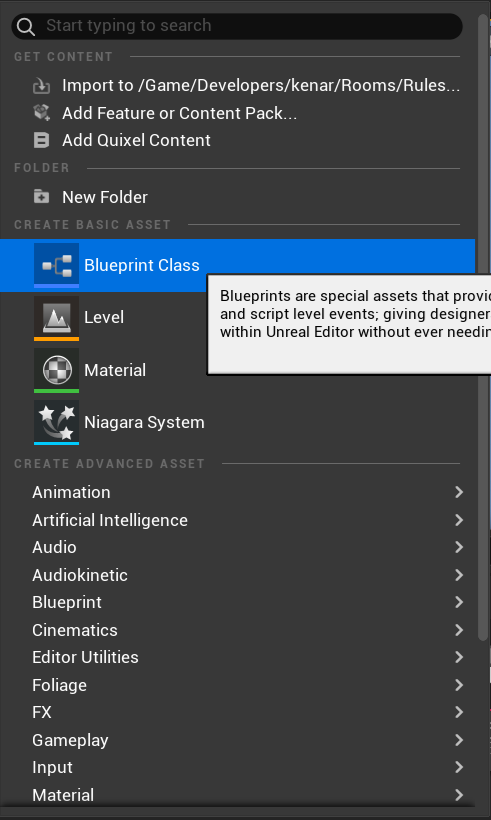 Start typing to search
GET CONTENT
Import to /Game/Developers/kenar/Rooms/Rules...
Add Feature or Content Pack...
Add Quixel Content
FOLDER
New Folder
CREATE BASIC ASSET
Blueprint Class
Blueprints are special assets that provi
and script level events; giving designer
within Unreal Editor without ever needin
Level
Material
Niagara System
CREATE ADVANCED ASSET
Animation
Artificial Intelligence
Audio
Audiokinetic
Blueprint
Cinematics
Editor Utilities
Foliage
FX
Gameplay
Input
Material